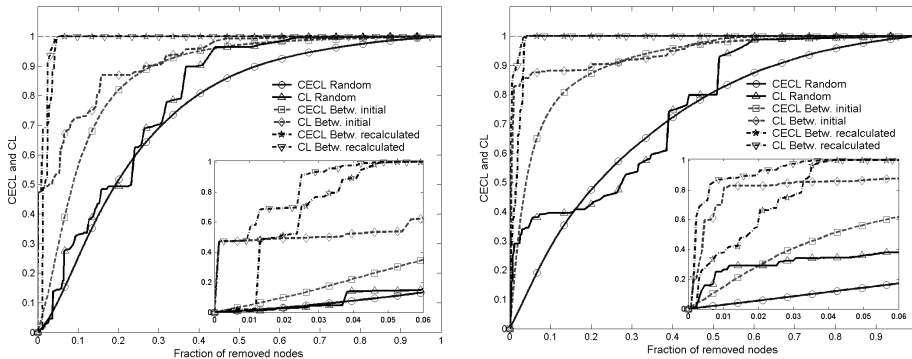 1
0.9
0.8
0.7
0.6
0.5
0.4
0.3
0.2
0.1
0
CECL and CL
0 0.1 0.2 0.3 0.4 0.5 0.6 0.7 0.8 0.9 1
Fraction of removed nodes
CECL Random
CL Random
CECL Betw. initial
CL Betw. initial
CECL Betw. recalculated
CL Betw. recalculated
1
0.8
0.6
0.4
0.2
0
0 0.01 0.02 0.03 0.04 0.05 0.06
1
0.9
0.8
0.7
0.6
0.5
0.4
0.3
0.2
0.1
0
CECL and CL
0 0.1 0.2 0.3 0.4 0.5 0.6 0.7 0.8 0.9
Fraction of removed nodes
CECL Random
CL Random
CECL Betw. initial
CL Betw. initial
CECL Betw. recalculated
CL Betw. recalculated
1
0.8
0.6
0.4
0.2
0
0 0.01 0.02 0.03 0.04 0.05 0.06